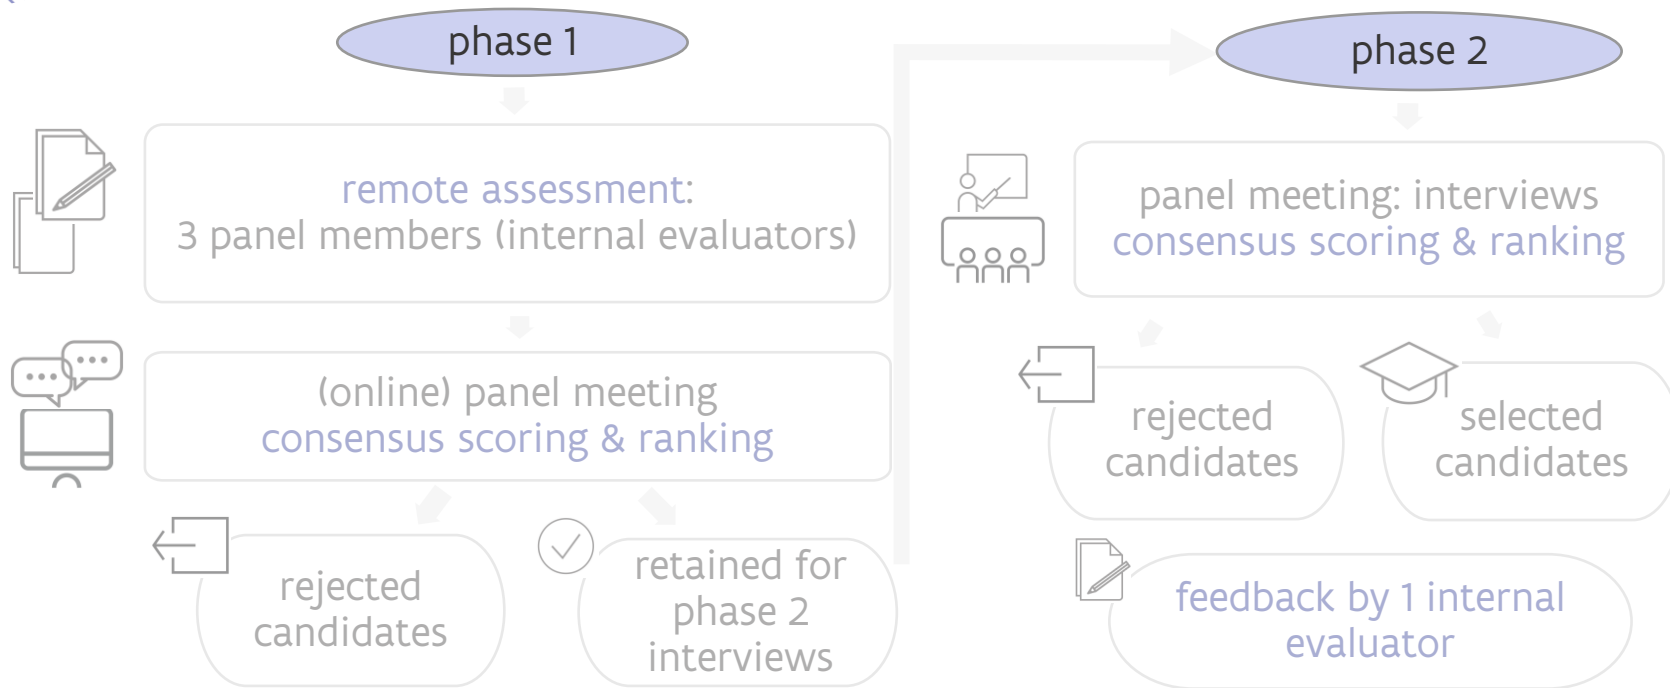 phase 1
remote assessment:
3 panel members (internal evaluators)
(online) panel meeting
consensus scoring & ranking
rejected
candidates
retained for
phase 2
interviews
phase 2
panel meeting: interviews
consensus scoring & ranking
rejected
candidates
selected
candidates
feedback by 1 internal
evaluator